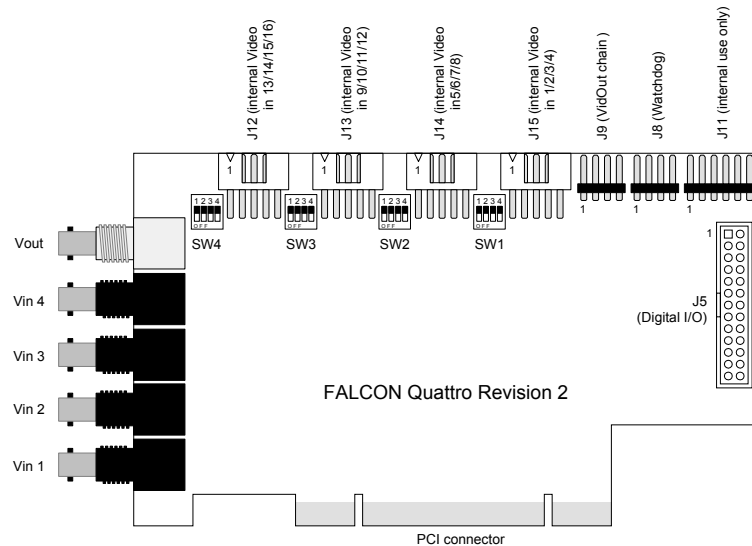 J12 (internal Video
in 13/14/15/16)
J13 (internal Video
in 9/10/11/12)
J14 (internal Video
in5/6/7/8)
J15 (internal Video
in 1/2/3/4)
J9 (VidOut chain )
J8 (Watchdog)
J11 (internal use only)
1
1
1
1
1
1
1
1 2 3 4
OFF
SW4
1 2 3 4
OFF
SW3
1 2 3 4
OFF
SW2
1 2 3 4
OFF
SW1
1
J5
(Digital I/O)
Vout
Vin 4
Vin 3
Vin 2
Vin 1
FALCON Quattro Revision 2
PCI connector